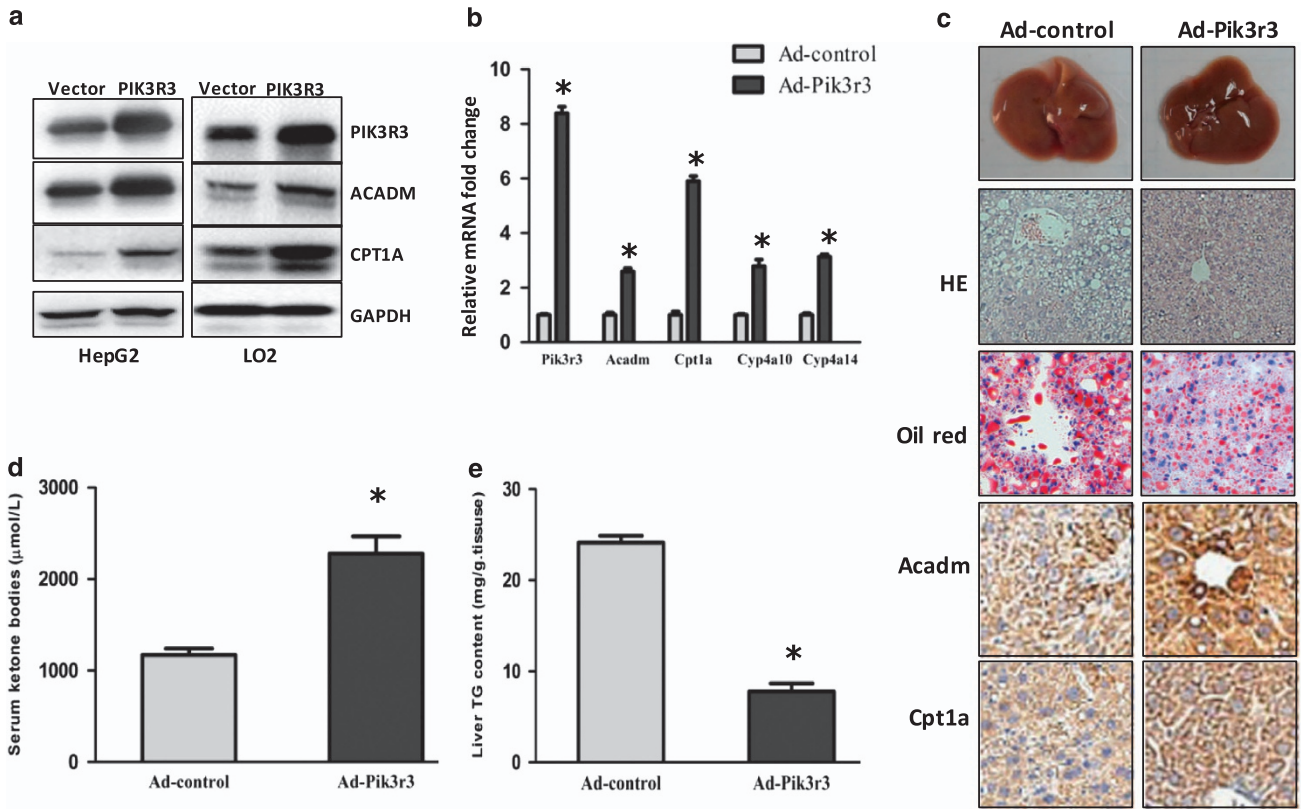 a
Vector PIK3R3 Vector PIK3R3
PIK3R3
ACADM
CPT1A
GAPDH
HepG2 LO2
b
Ad-control
Ad-Pik3r3
Relative mRNA fold change
10
8
6
4
2
0
* * * * *
Pik3r3 Acadm Cpt1a Cyp4a10 Cyp4a14
c
Ad-control Ad-Pik3r3
HE
Oil red
Acadm
Cpt1a
d
Serum ketone bodies (μmol/L)
3000
2000
1000
0
*
Ad-control Ad-Pik3r3
e
Liver TG content (mg/g.tissuse)
30
20
10
0
*
Ad-control Ad-Pik3r3